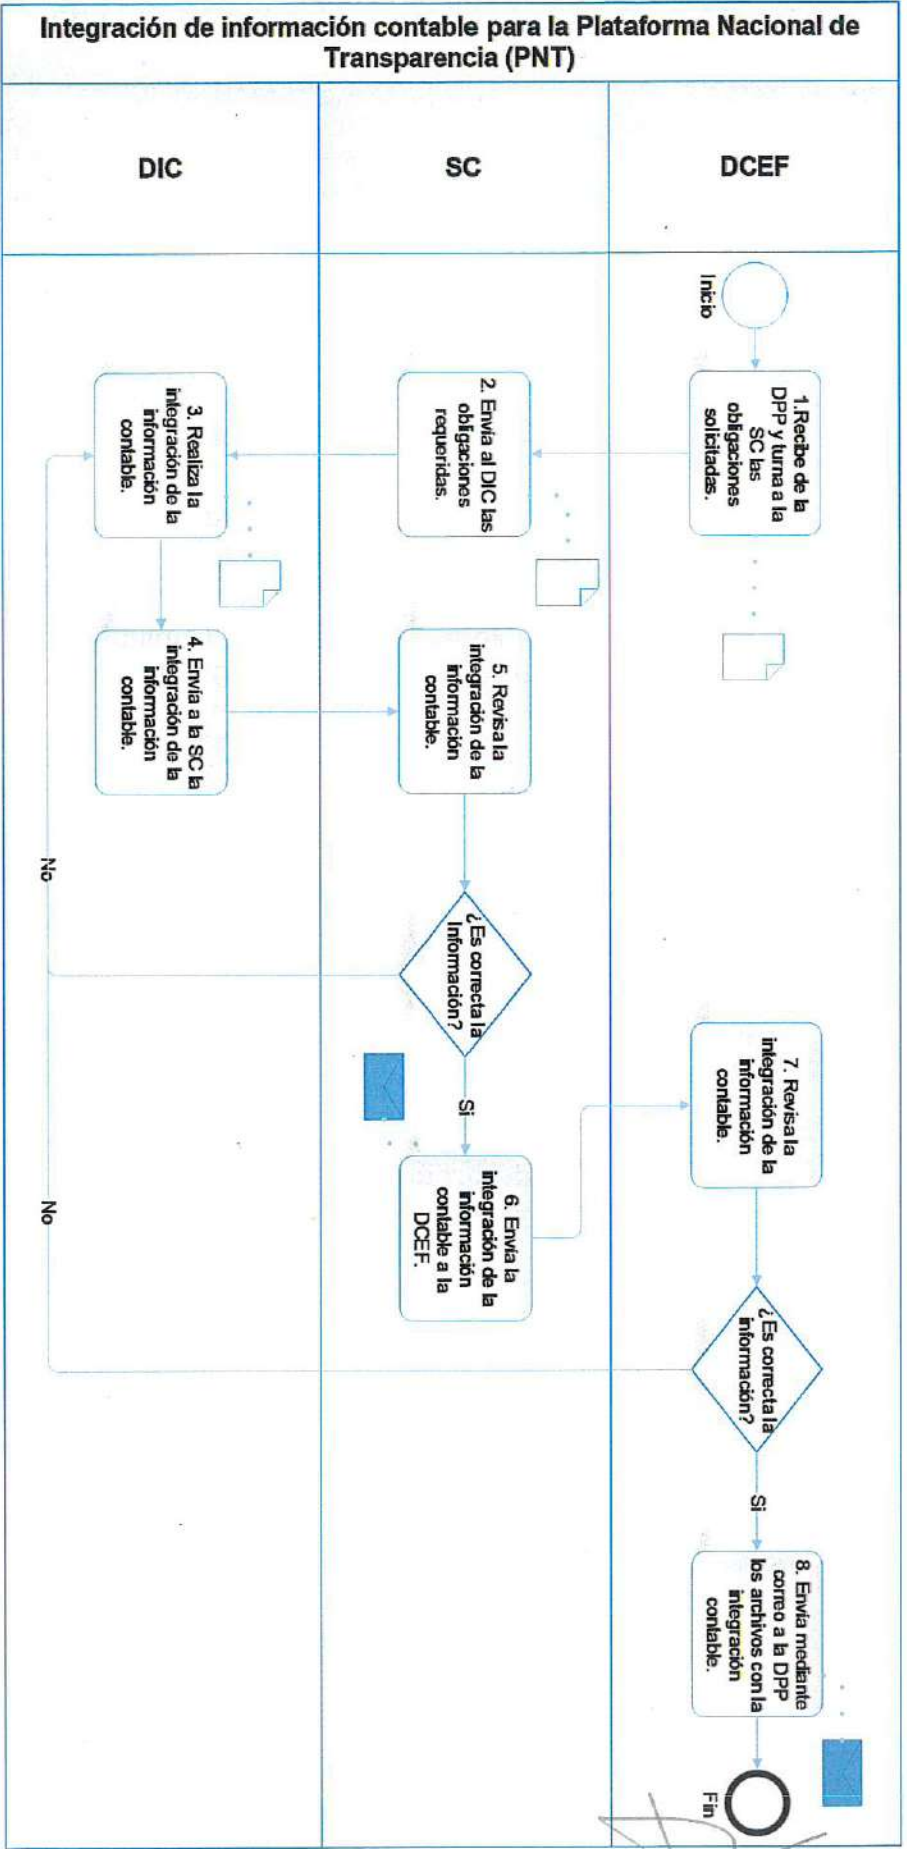 Integración de información contable para la Plataforma Nacional de
Transparencia (PNT)
DIC
SC
DCEF
Inicio
1.Recibe de la
DPP y turna a la
SC las
obligaciones
solicitadas.
2. Envía al DIC las
obligaciones
requeridas.
3. Realiza la
integración de la
información
contable.
4. Envía a la SC la
integración de la
información
contable.
5. Revisa la
integración de la
información
contable.
¿Es correcta la
Información?
No
Si
6. Envía la
integración de la
información
contable a la
DCEF.
7. Revisa la
integración de la
información
contable.
¿Es correcta la
información?
No
Si
8. Envía mediante
correo a la DPP
los archivos con la
integración
contable.
Fin